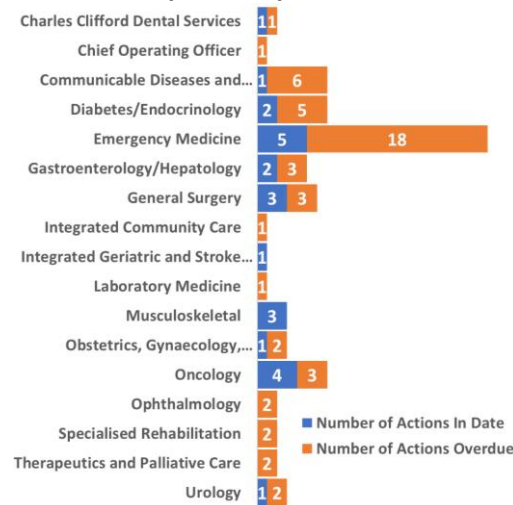 Charles Clifford Dental Services 1 1
Chief Operating Officer 1
Communicable Diseases and... 1 6
Diabetes/Endocrinology 2 5
Emergency Medicine 5 18
Gastroenterology/Hepatology 2 3
General Surgery 3 3
Integrated Community Care 1
Integrated Geriatric and Stroke... 1
Laboratory Medicine 1
Musculoskeletal 3
Obstetrics, Gynaecology,... 1 2
Oncology 4 3
Ophthalmology 2
Number of Actions In Date
Specialised Rehabilitation 2
Number of Actions Overdue
Therapeutics and Palliative Care 2
Urology 1 2